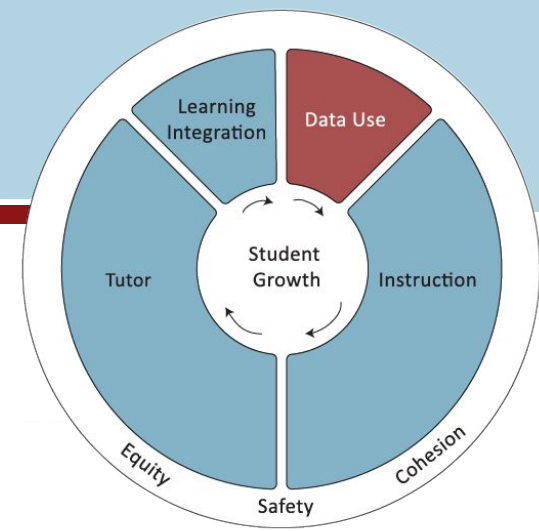 Learning
Integration
Data Use
Student
Growth
Tutor
Instruction
Equity
Safety
Cohesion